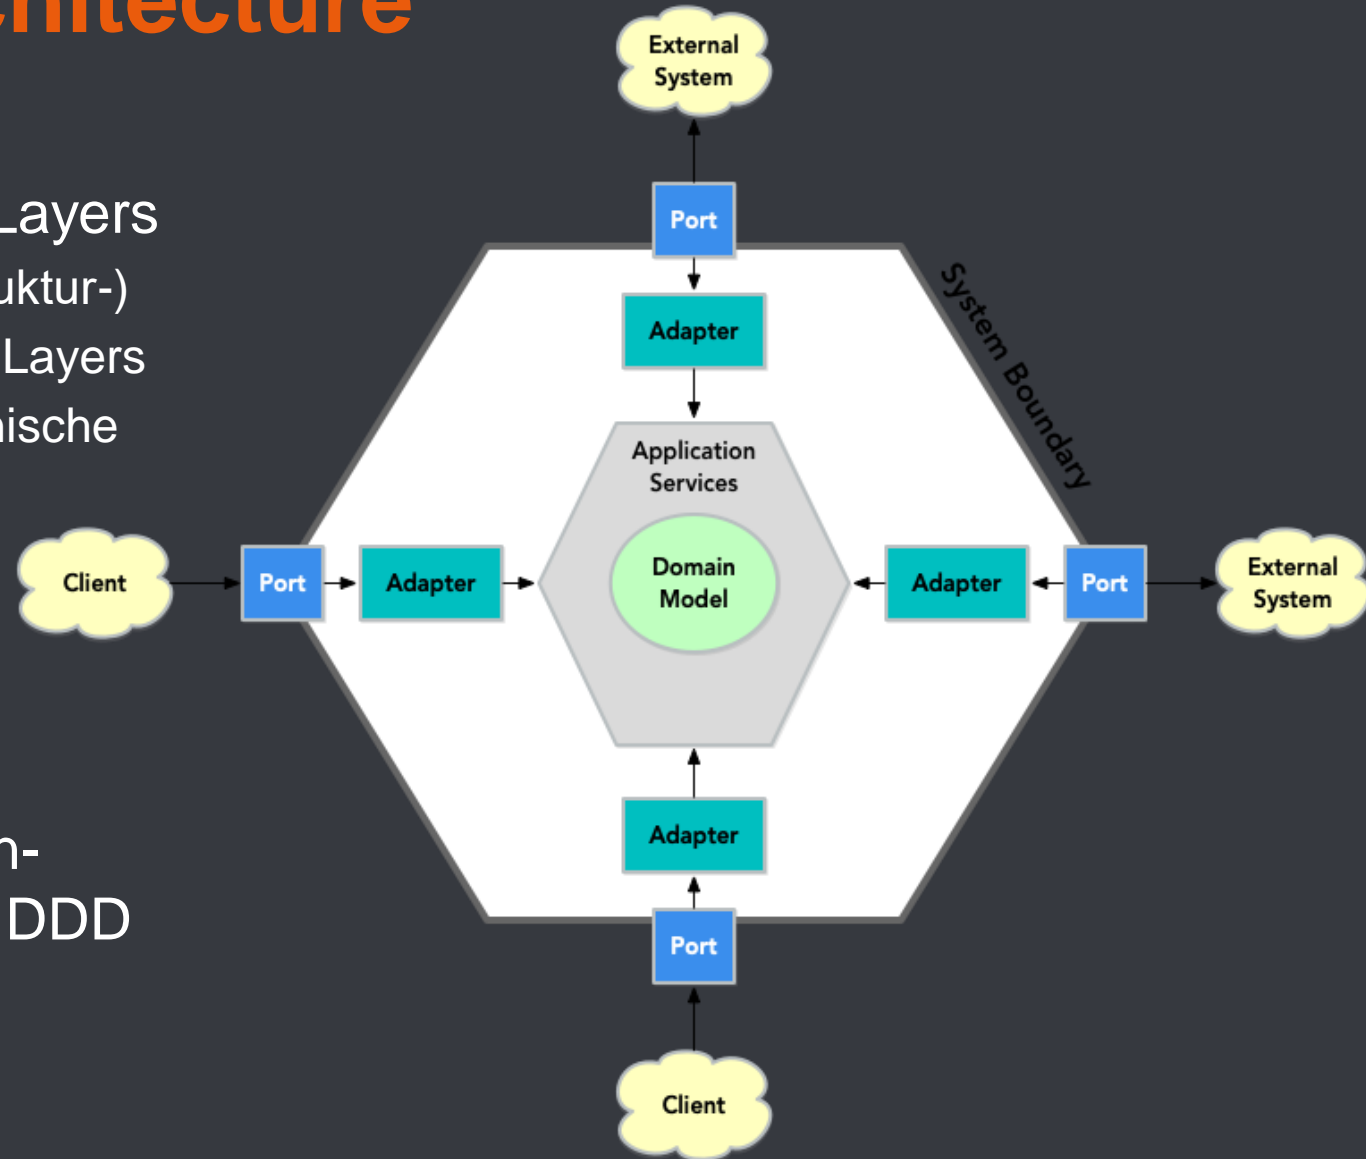 chitecture
Layers
uktur-)
Layers
nische
n-
DDD
External
System
Port
Adapter
System Boundary
Application
Services
Domain
Model
Client
Port
Adapter
Adapter
Port
External
System
Adapter
Port
Client